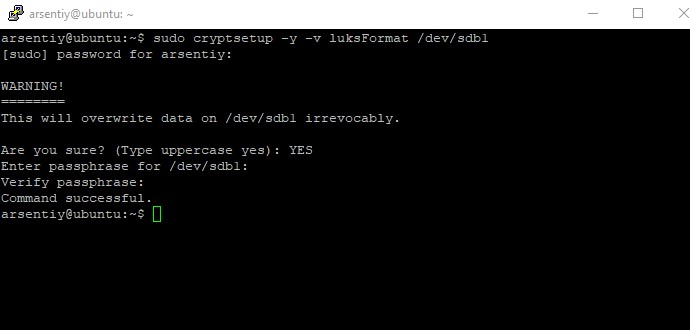 arsentiy@ubuntu: ~
arsentiy@ubuntu:~$ sudo cryptsetup -y -v luksFormat /dev/sdb1
[sudo] password for arsentiy:
WARNING!
========
This will overwrite data on /dev/sdb1 irrevocably.
Are you sure? (Type uppercase yes): YES
Enter passphrase for /dev/sdb1:
Verify passphrase:
Command successful.
arsentiy@ubuntu:~$